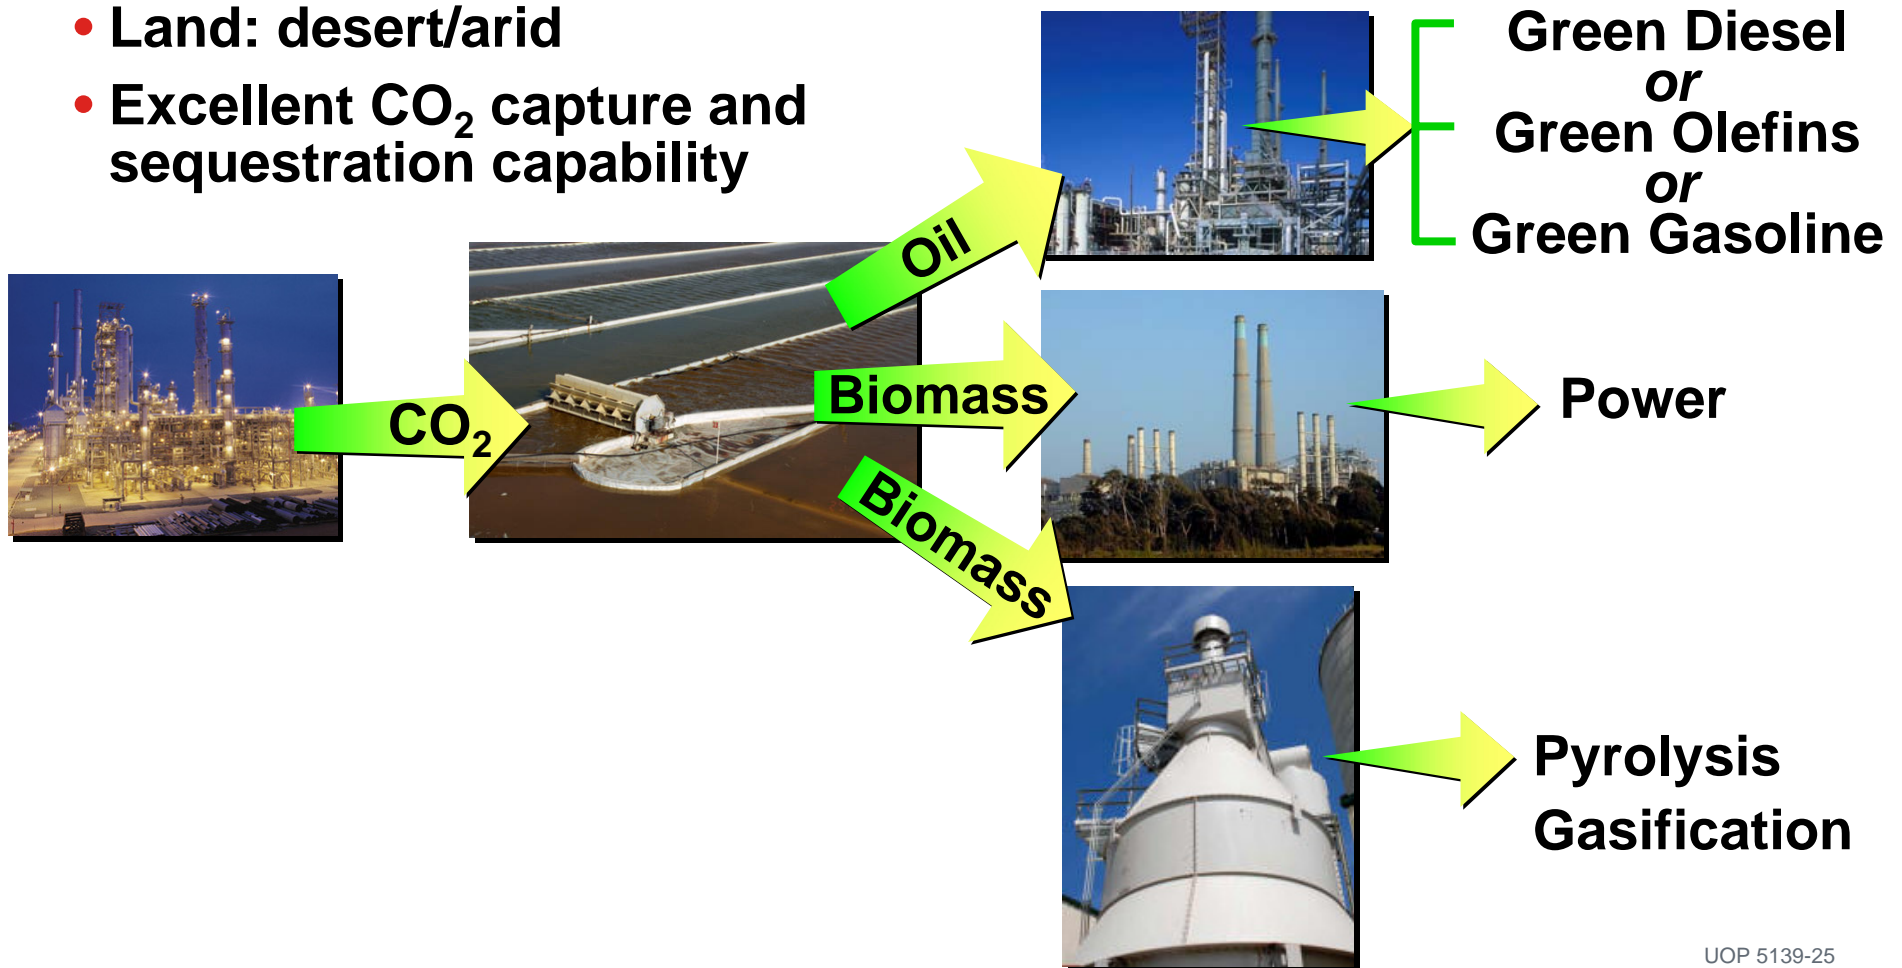 • Land: desert/arid
• Excellent CO₂ capture and
sequestration capability
CO₂
Oil
Biomass
Biomass
Green Diesel
or
Green Olefins
or
Green Gasoline
Power
Pyrolysis
Gasification
UOP 5139-25